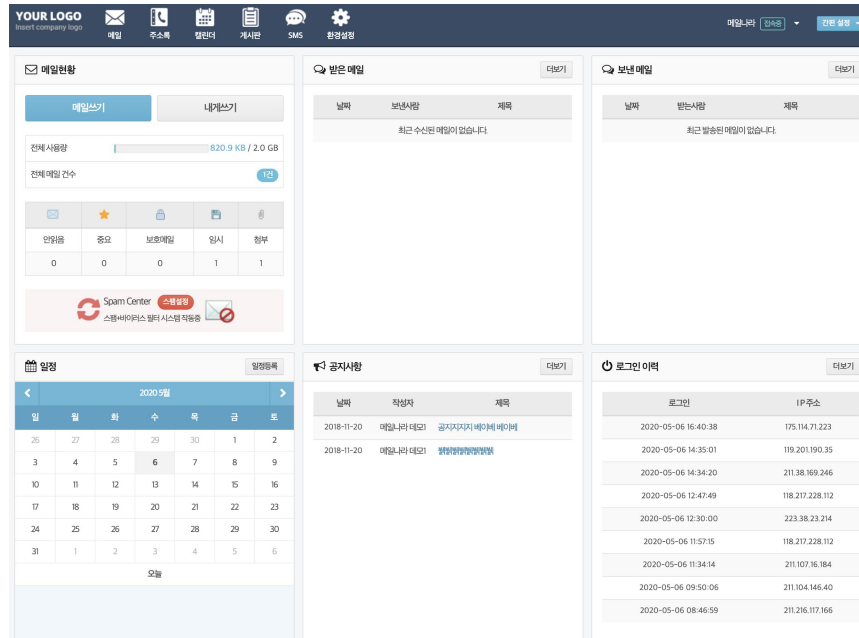 YOUR LOGO
Insert company logo
메일
주소록
캘린더
게시판
SMS
환경설정
메일나라 접속중
간편 설정
메일현황
메일쓰기 내게쓰기
전체 사용량 820.9 KB / 2.0 GB
전체 메일 건수 1건
안읽음 중요 보호메일 임시 첨부
0 0 0 1 1
Spam Center 스팸설정
스팸+바이러스 필터 시스템 작동중
받은 메일 더보기
날짜 보낸사람 제목
최근 수신된 메일이 없습니다.
보낸 메일 더보기
날짜 받는사람 제목
최근 발송된 메일이 없습니다.
일정 일정등록
2020 5월
일 월 화 수 목 금 토
26 27 28 29 30 1 2
3 4 5 6 7 8 9
10 11 12 13 14 15 16
17 18 19 20 21 22 23
24 25 26 27 28 29 30
31 1 2 3 4 5 6
오늘
공지사항 더보기
날짜 작성자 제목
2018-11-20 메일나라 데모1 공지지지지 베이베 베이베
2018-11-20 메일나라 데모1
로그인 이력 더보기
로그인 IP 주소
2020-05-06 16:40:38 175.114.71.223
2020-05-06 14:35:01 119.201.190.35
2020-05-06 14:34:20 211.38.169.246
2020-05-06 12:47:49 118.217.228.112
2020-05-06 12:30:00 223.38.23.214
2020-05-06 11:57:15 118.217.228.112
2020-05-06 11:34:14 211.107.16.184
2020-05-06 09:50:06 211.104.146.40
2020-05-06 08:46:59 211.216.117.166